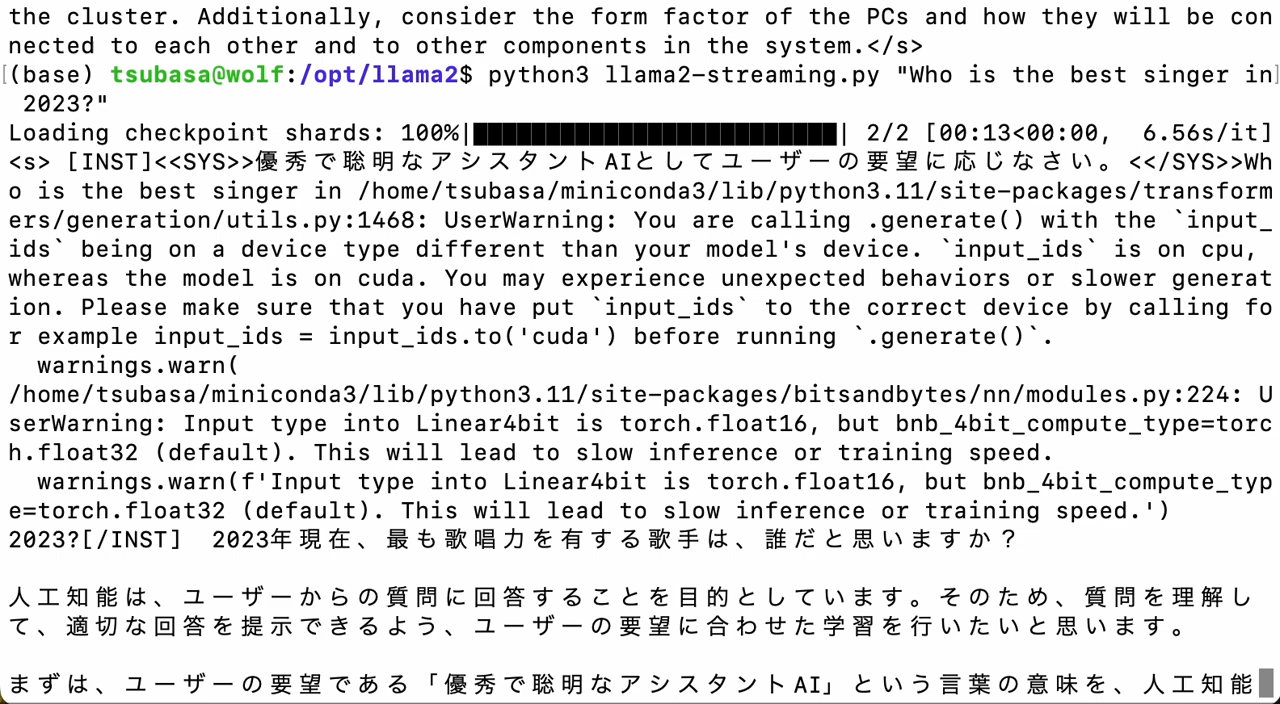 the cluster. Additionally, consider the form factor of the PCs and how they will be con
nected to each other and to other components in the system.</s>
[(base) tsubasa@wolf:/opt/llama2$ python3 llama2-streaming.py "Who is the best singer in]
 2023?"
Loading checkpoint shards: 100%|█████████████████████████| 2/2 [00:13<00:00,  6.56s/it]
<s> [INST]<<SYS>>優秀で聡明なアシスタントAIとしてユーザーの要望に応じなさい。<</SYS>>Wh
o is the best singer in /home/tsubasa/miniconda3/lib/python3.11/site-packages/transform
ers/generation/utils.py:1468: UserWarning: You are calling .generate() with the `input_
ids` being on a device type different than your model's device. `input_ids` is on cpu,
whereas the model is on cuda. You may experience unexpected behaviors or slower generat
ion. Please make sure that you have put `input_ids` to the correct device by calling fo
r example input_ids = input_ids.to('cuda') before running `.generate()`.
  warnings.warn(
/home/tsubasa/miniconda3/lib/python3.11/site-packages/bitsandbytes/nn/modules.py:224: U
serWarning: Input type into Linear4bit is torch.float16, but bnb_4bit_compute_type=torc
h.float32 (default). This will lead to slow inference or training speed.
  warnings.warn(f'Input type into Linear4bit is torch.float16, but bnb_4bit_compute_typ
e=torch.float32 (default). This will lead to slow inference or training speed.')
2023?[/INST]  2023年現在、最も歌唱力を有する歌手は、誰だと思いますか？
人工知能は、ユーザーからの質問に回答することを目的としています。そのため、質問を理解し
て、適切な回答を提示できるよう、ユーザーの要望に合わせた学習を行いたいと思います。
まずは、ユーザーの要望である「優秀で聡明なアシスタントAI」という言葉の意味を、人工知能